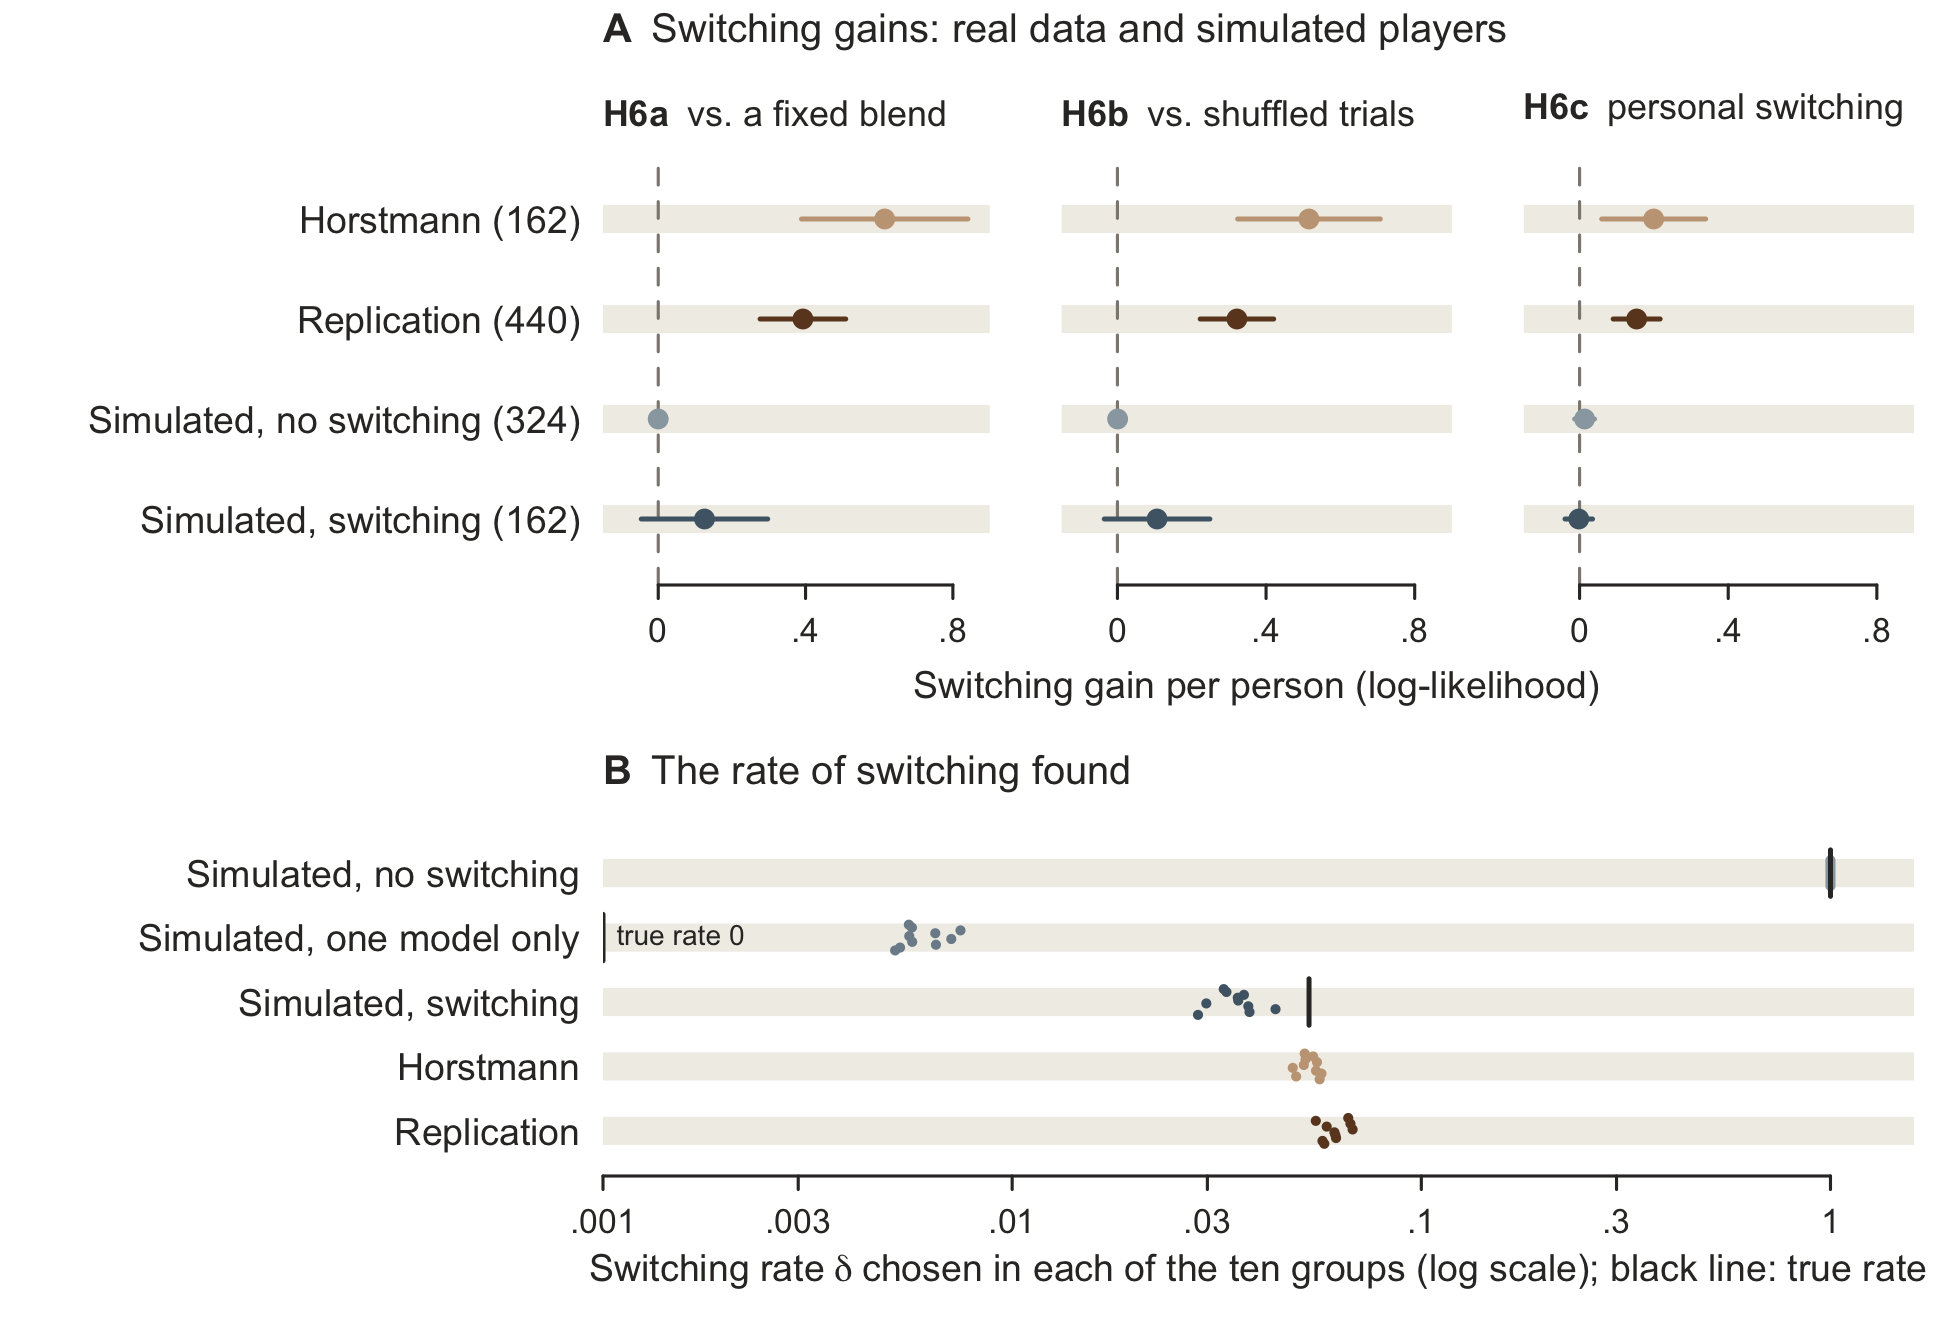 A Switching gains: real data and simulated players
H6a vs. a fixed blend
H6b vs. shuffled trials
H6c personal switching
Horstmann (162)
Replication (440)
Simulated, no switching (324)
Simulated, switching (162)
0 .4 .8
0 .4 .8
0 .4 .8
Switching gain per person (log-likelihood)
B The rate of switching found
Simulated, no switching
Simulated, one model only
true rate 0
Simulated, switching
Horstmann
Replication
.001 .003 .01 .03 .1 .3 1
Switching rate δ chosen in each of the ten groups (log scale); black line: true rate